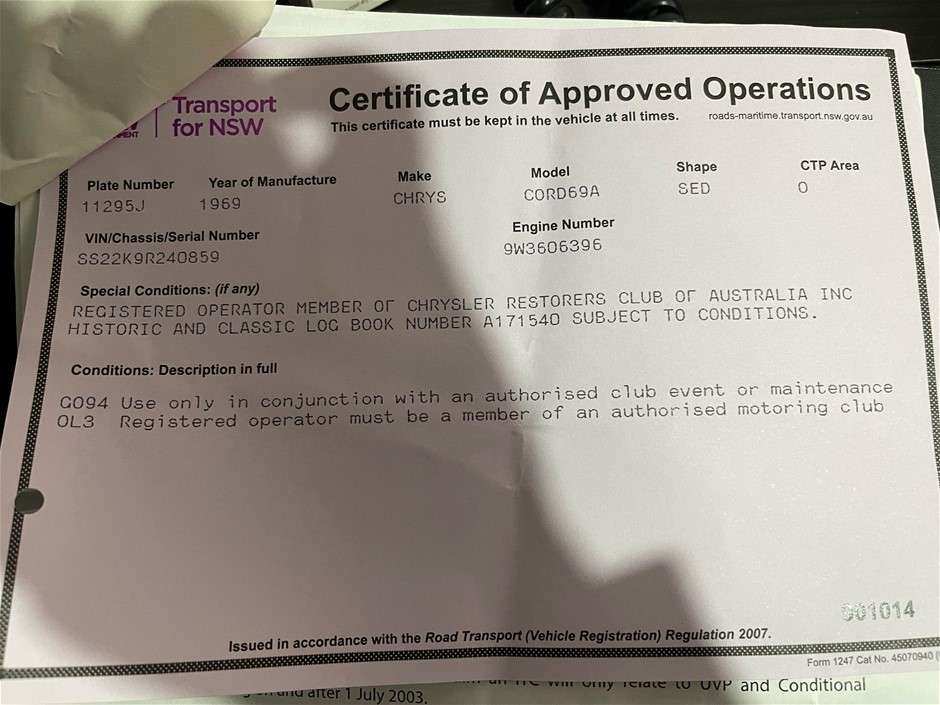 Transport
for NSW
Certificate of Approved Operations
This certificate must be kept in the vehicle at all times. roads-maritime.transport.nsw.gov.au
Plate Number Year of Manufacture Make Model Shape CTP Area
11295J 1969 CHRYS CORD69A SED O
VIN/Chassis/Serial Number Engine Number
SS22K9R240859 9W3606396
Special Conditions: (if any)
REGISTERED OPERATOR MEMBER OF CHRYSLER RESTORERS CLUB OF AUSTRALIA INC
HISTORIC AND CLASSIC LOG BOOK NUMBER A171540 SUBJECT TO CONDITIONS.
Conditions: Description in full
G094 Use only in conjunction with an authorised club event or maintenance
OL3 Registered operator must be a member of an authorised motoring club
001014
Issued in accordance with the Road Transport (Vehicle Registration) Regulation 2007.
Form 1247 Cat No. 45070940
will only relate to UVP and Conditional
and after 1 July 2003.